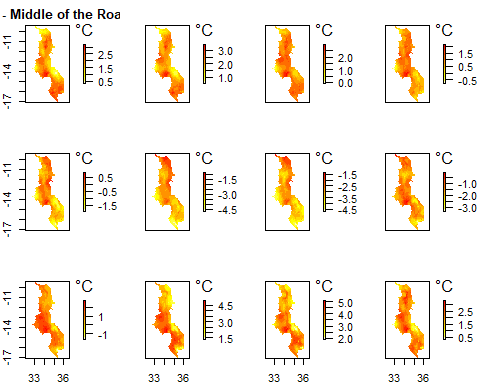 - Middle of the Roa
°C °C °C °C
-11 -14 -17
2.5 1.5 0.5
3.0 2.0 1.0
2.0 1.0 0.0
1.5 0.5 -0.5
°C °C °C °C
-11 -14 -17
0.5 -0.5 -1.5
-1.5 -3.0 -4.5
-1.5 -2.5 -3.5 -4.5
-1.0 -2.0 -3.0
°C °C °C °C
-11 -14 -17
1 -1
4.5 3.0 1.5
5.0 4.0 3.0 2.0
2.5 1.5 0.5
33 36 33 36 33 36 33 36